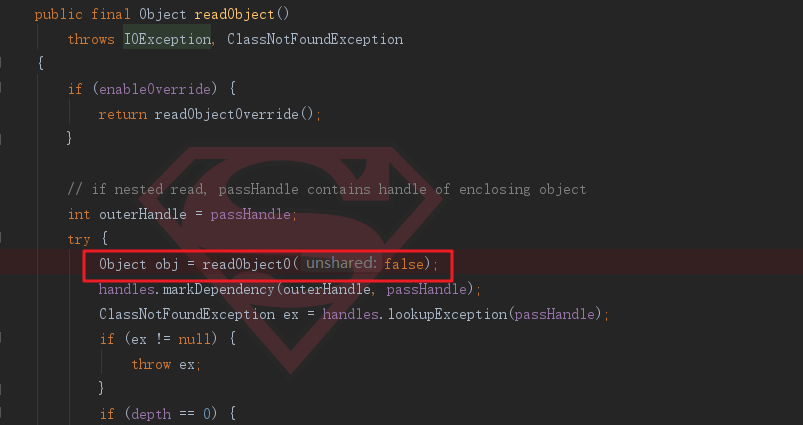 public final Object readObject()
throws IOException, ClassNotFoundException
{
if (enableOverride) {
return readObjectOverride();
}
// if nested read, passHandle contains handle of enclosing object
int outerHandle = passHandle;
try {
Object obj = readObject0( unshared: false);
handles.markDependency(outerHandle, passHandle);
ClassNotFoundException ex = handles.lookupException(passHandle);
if (ex != null) {
throw ex;
}
if (depth == 0) {